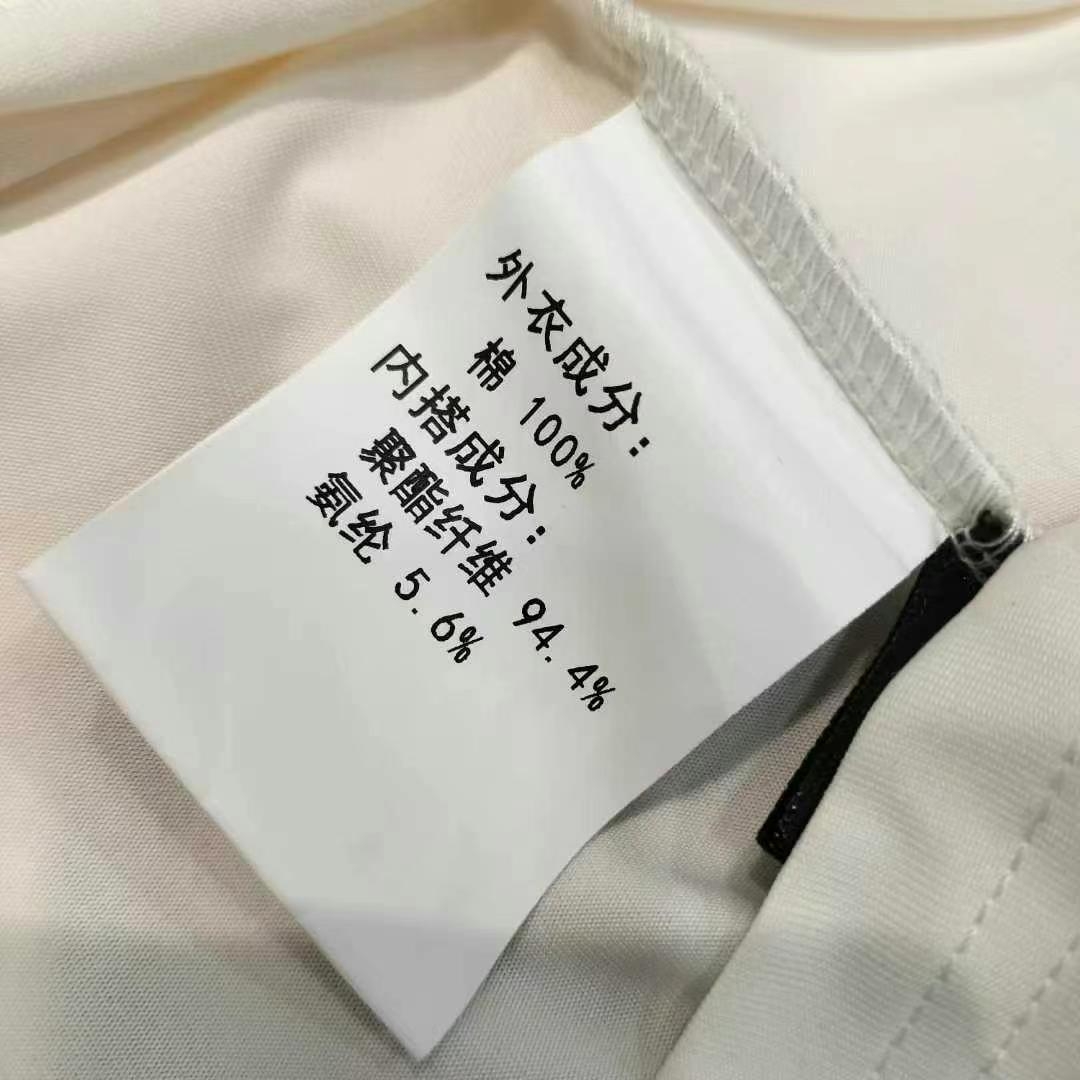 外衣成分：
棉 100%
内搭成分：
聚酯纤维 94.4%
氨纶 5.6%